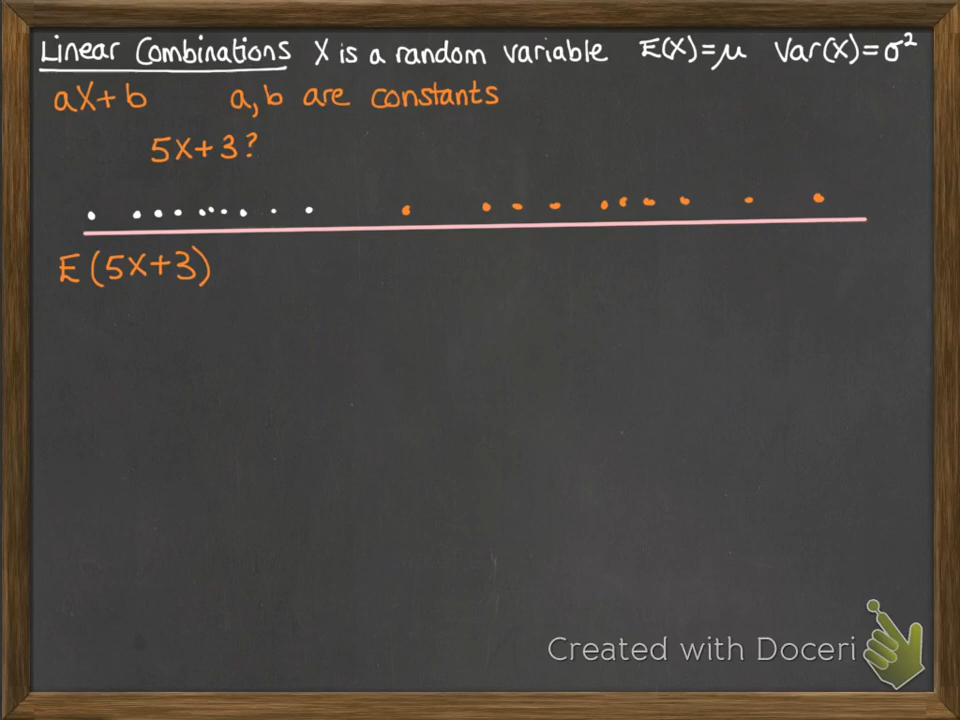 Linear Combinations X is a random variable E(X)=μ Var(X)=σ²
aX+b a,b are constants
5X+3?
E(5X+3)
Created with Doceri